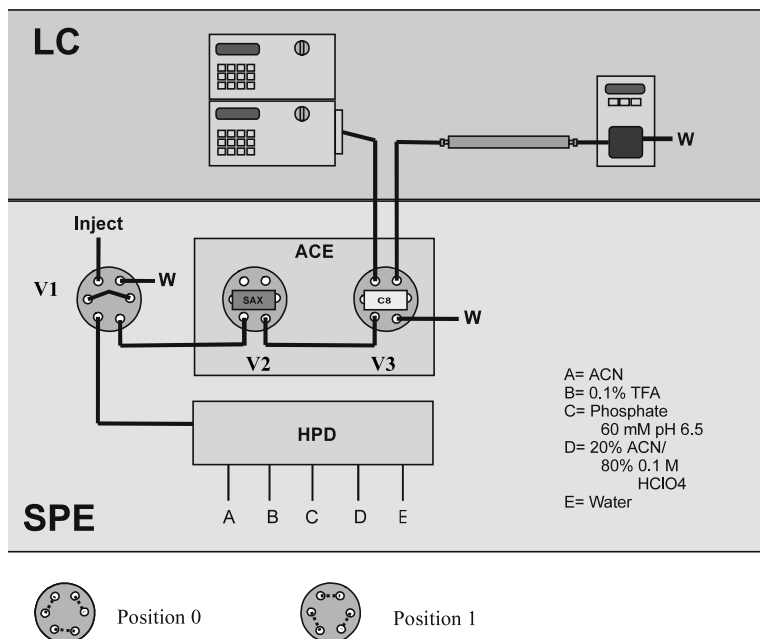 LC
W
Inject
ACE
W
V1
SAX
C8
W
V2
V3
A= ACN
B= 0.1% TFA
C= Phosphate
60 mM pH 6.5
D= 20% ACN/
80% 0.1 M
HClO4
E= Water
HPD
A B C D E
SPE
Position 0
Position 1